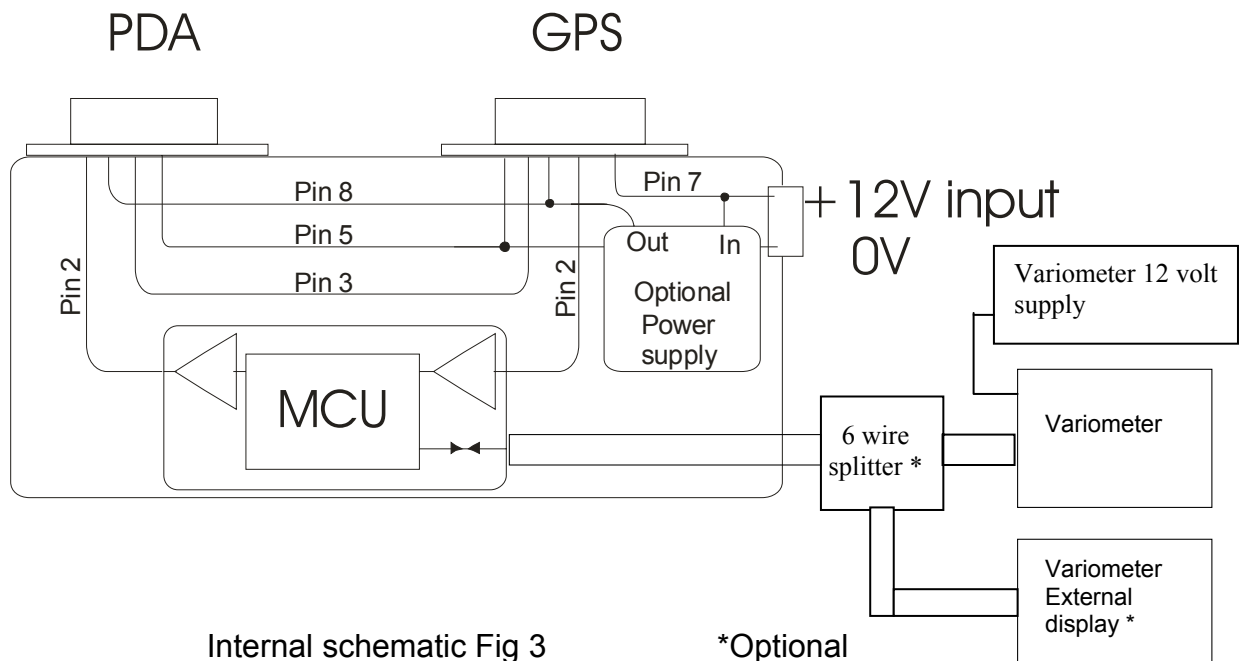 PDA
GPS
Pin 8
Pin 7
+ 12V input
0V
Pin 5
Out
In
Pin 2
Pin 3
Pin 2
Optional
Power
supply
Variometer 12 volt
supply
MCU
6 wire
splitter *
Variometer
Variometer
External
display *
Internal schematic Fig 3
*Optional